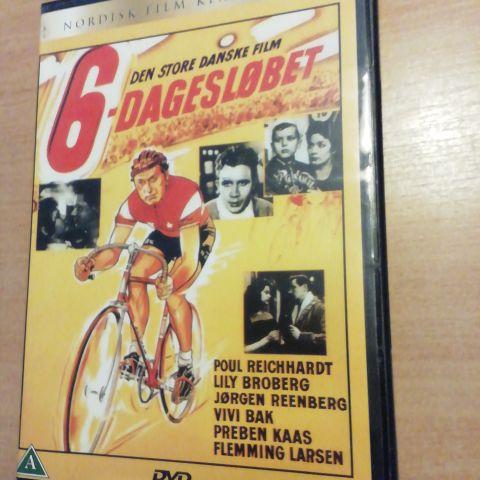 NORDISK FILM
DEN STORE DANSKE FILM
6-DAGESLØBET
POUL REICHHARDT
LILY BROBERG
JØRGEN REENBERG
VIVI BAK
PREBEN KAAS
FLEMMING LARSEN
A
DVD